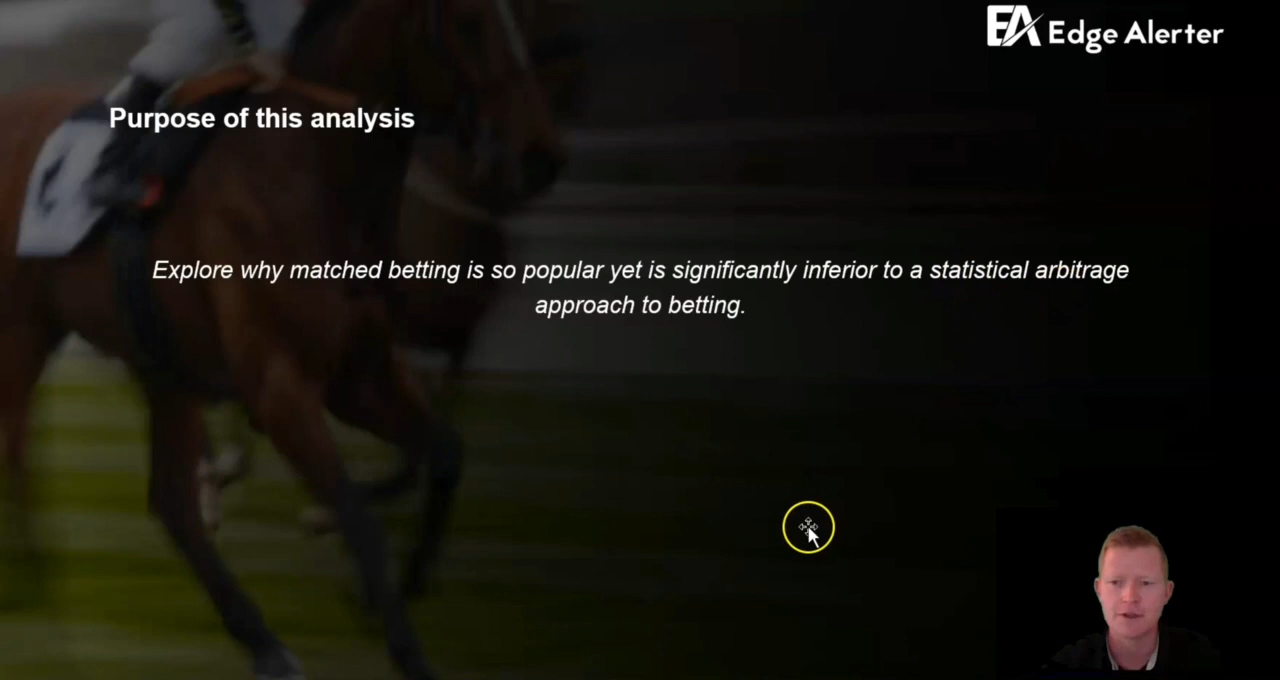 EA Edge Alerter
Purpose of this analysis
Explore why matched betting is so popular yet is significantly inferior to a statistical arbitrage
approach to betting.